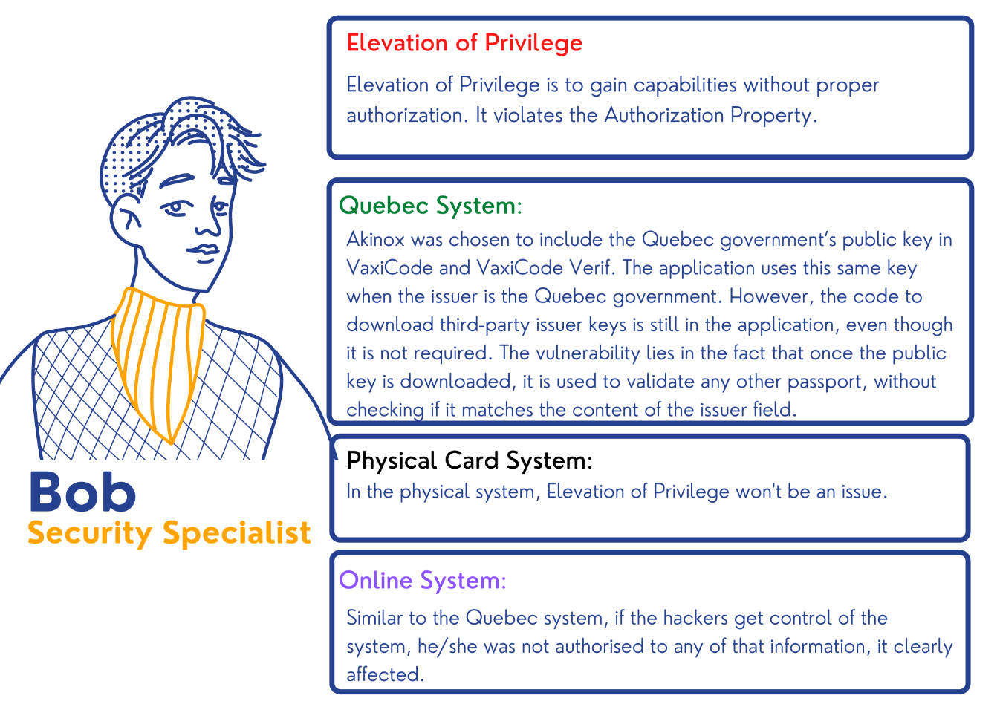 Elevation of Privilege
Elevation of Privilege is to gain capabilities without proper
authorization. It violates the Authorization Property.
Quebec System:
Akinox was chosen to include the Quebec government’s public key in
VaxiCode and VaxiCode Verif. The application uses this same key
when the issuer is the Quebec government. However, the code to
download third-party issuer keys is still in the application, even though
it is not required. The vulnerability lies in the fact that once the public
key is downloaded, it is used to validate any other passport, without
checking if it matches the content of the issuer field.
Physical Card System:
In the physical system, Elevation of Privilege won't be an issue.
Bob
Security Specialist
Online System:
Similar to the Quebec system, if the hackers get control of the
system, he/she was not authorised to any of that information, it clearly
affected.